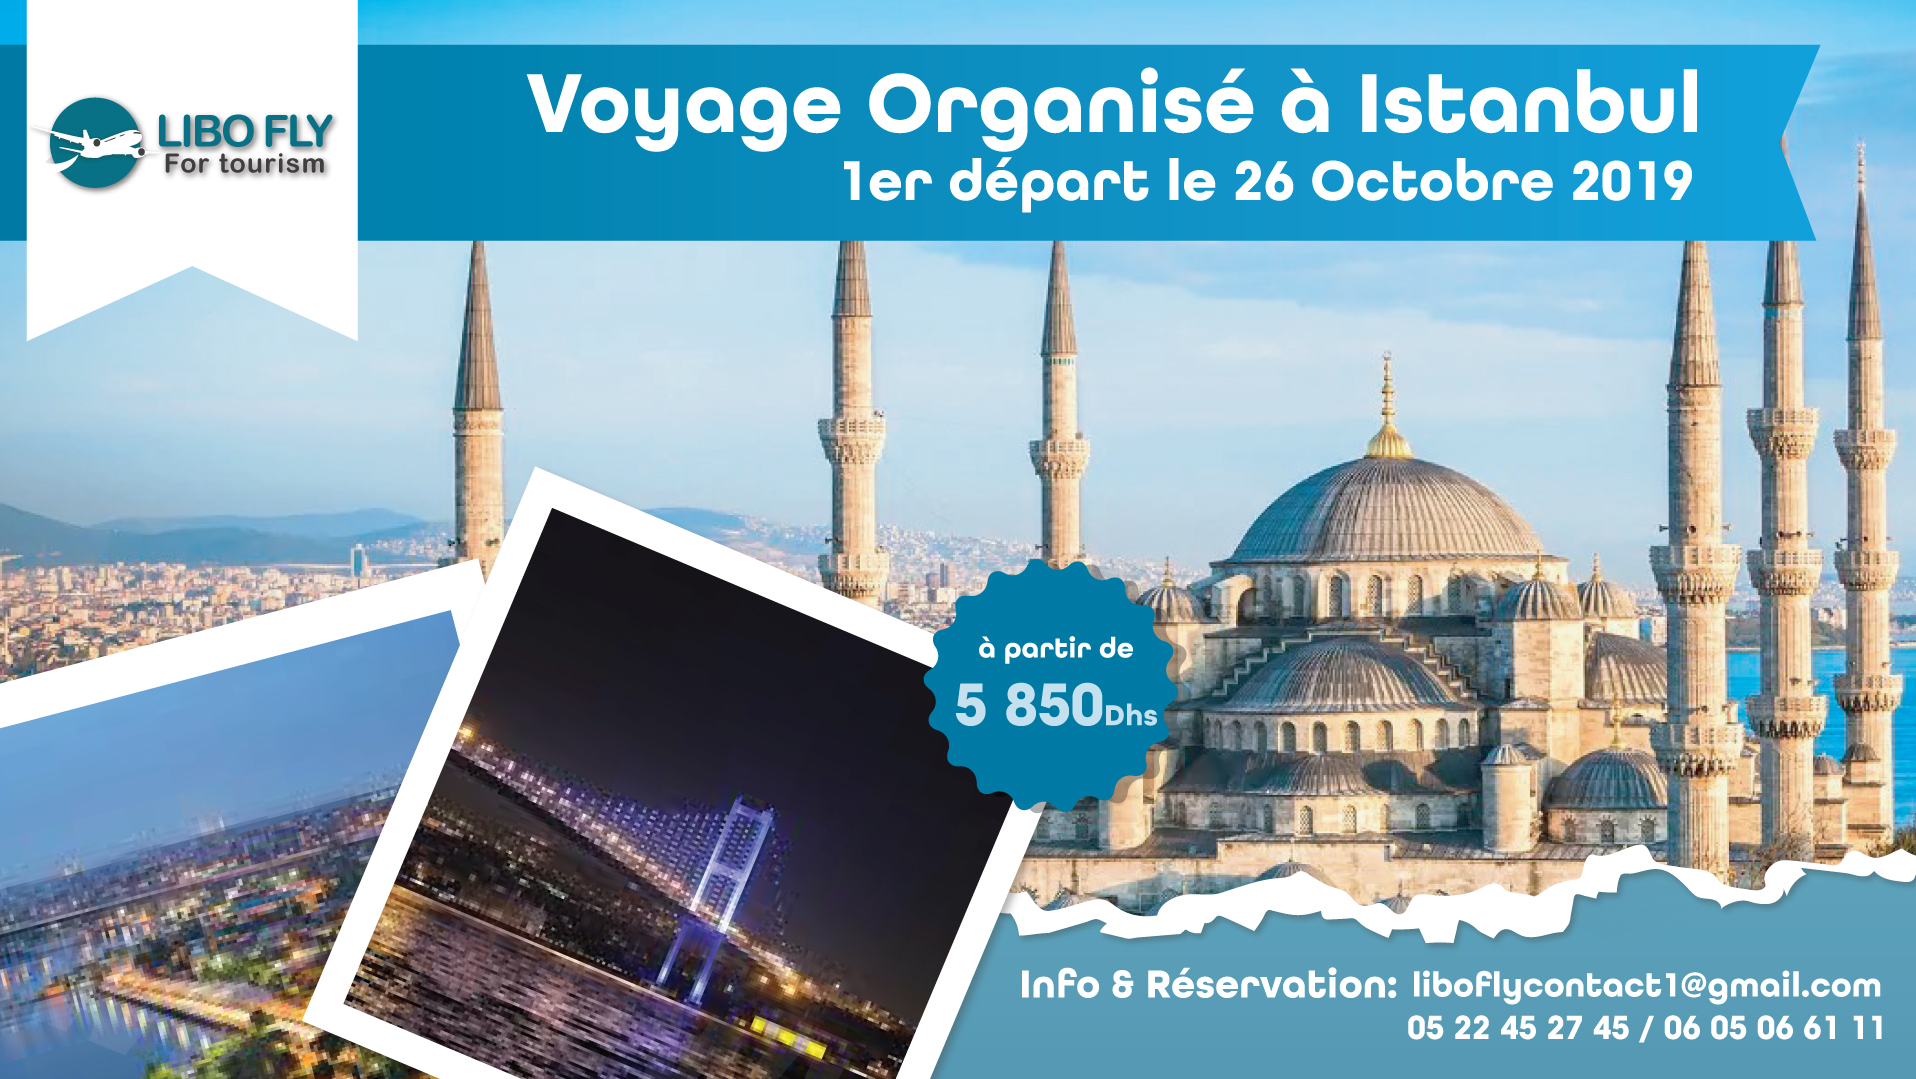 LIBO FLY
For tourism
Voyage Organisé à Istanbul
1er départ le 26 Octobre 2019
à partir de
5 850Dhs
Info & Réservation: liboflycontact1@gmail.com
05 22 45 27 45 / 06 05 06 61 11